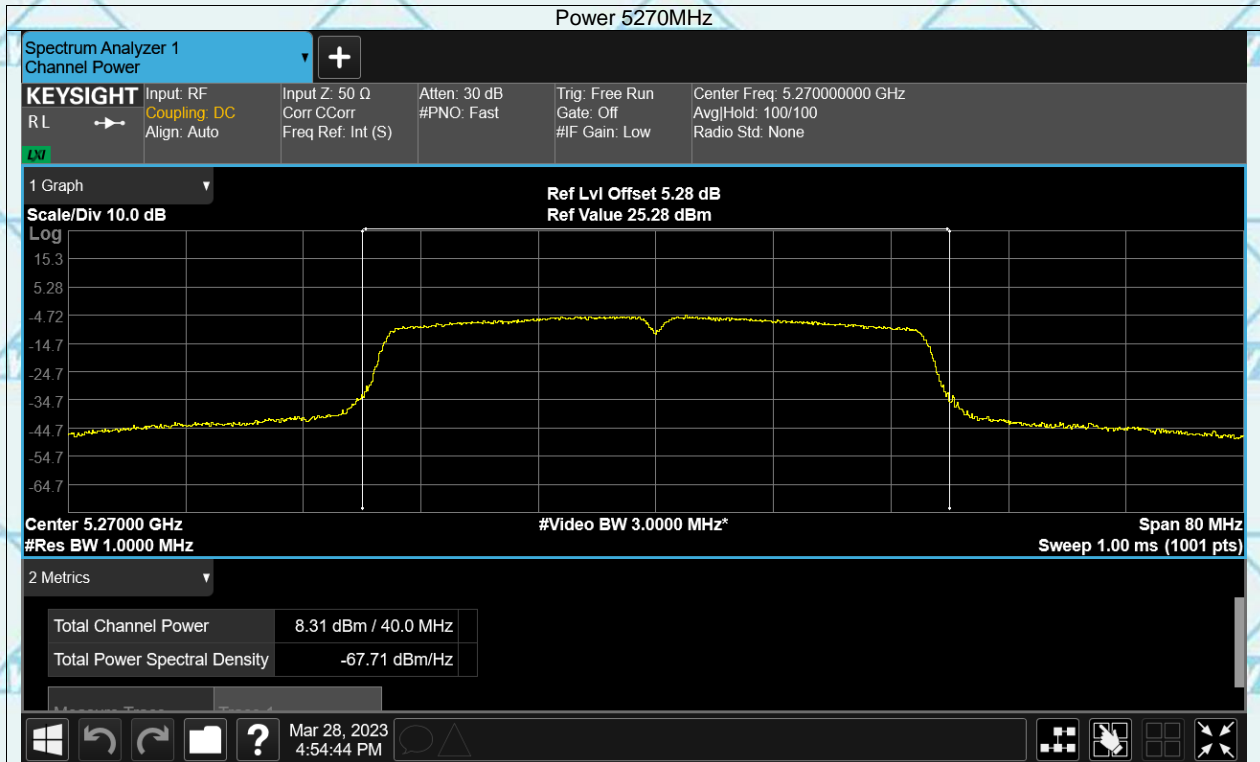 Power 5270MHz
Spectrum Analyzer 1
Channel Power
KEYSIGHT
R L
LXI
Input: RF
Coupling: DC
Align: Auto
Input Z: 50 Ω
Corr CCorr
Freq Ref: Int (S)
Atten: 30 dB
#PNO: Fast
Trig: Free Run
Gate: Off
#IF Gain: Low
Center Freq: 5.270000000 GHz
Avg|Hold: 100/100
Radio Std: None
1 Graph
Scale/Div 10.0 dB
Ref Lvl Offset 5.28 dB
Ref Value 25.28 dBm
Log
15.3
5.28
-4.72
-14.7
-24.7
-34.7
-44.7
-54.7
-64.7
Center 5.27000 GHz
#Res BW 1.0000 MHz
#Video BW 3.0000 MHz*
Span 80 MHz
Sweep 1.00 ms (1001 pts)
2 Metrics
Total Channel Power 8.31 dBm / 40.0 MHz
Total Power Spectral Density -67.71 dBm/Hz
Measure Trace Trace 1
?
Mar 28, 2023
4:54:44 PM